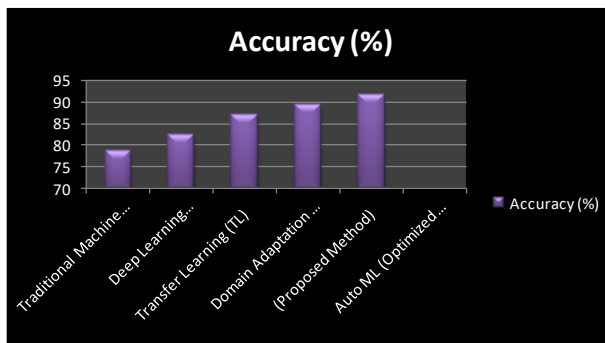 Accuracy (%)
95
90
85
80
75
70
Traditional Machine...
Deep Learning...
Transfer Learning (TL)
Domain Adaptation ...
(Proposed Method)
Auto ML (Optimized...
Accuracy (%)